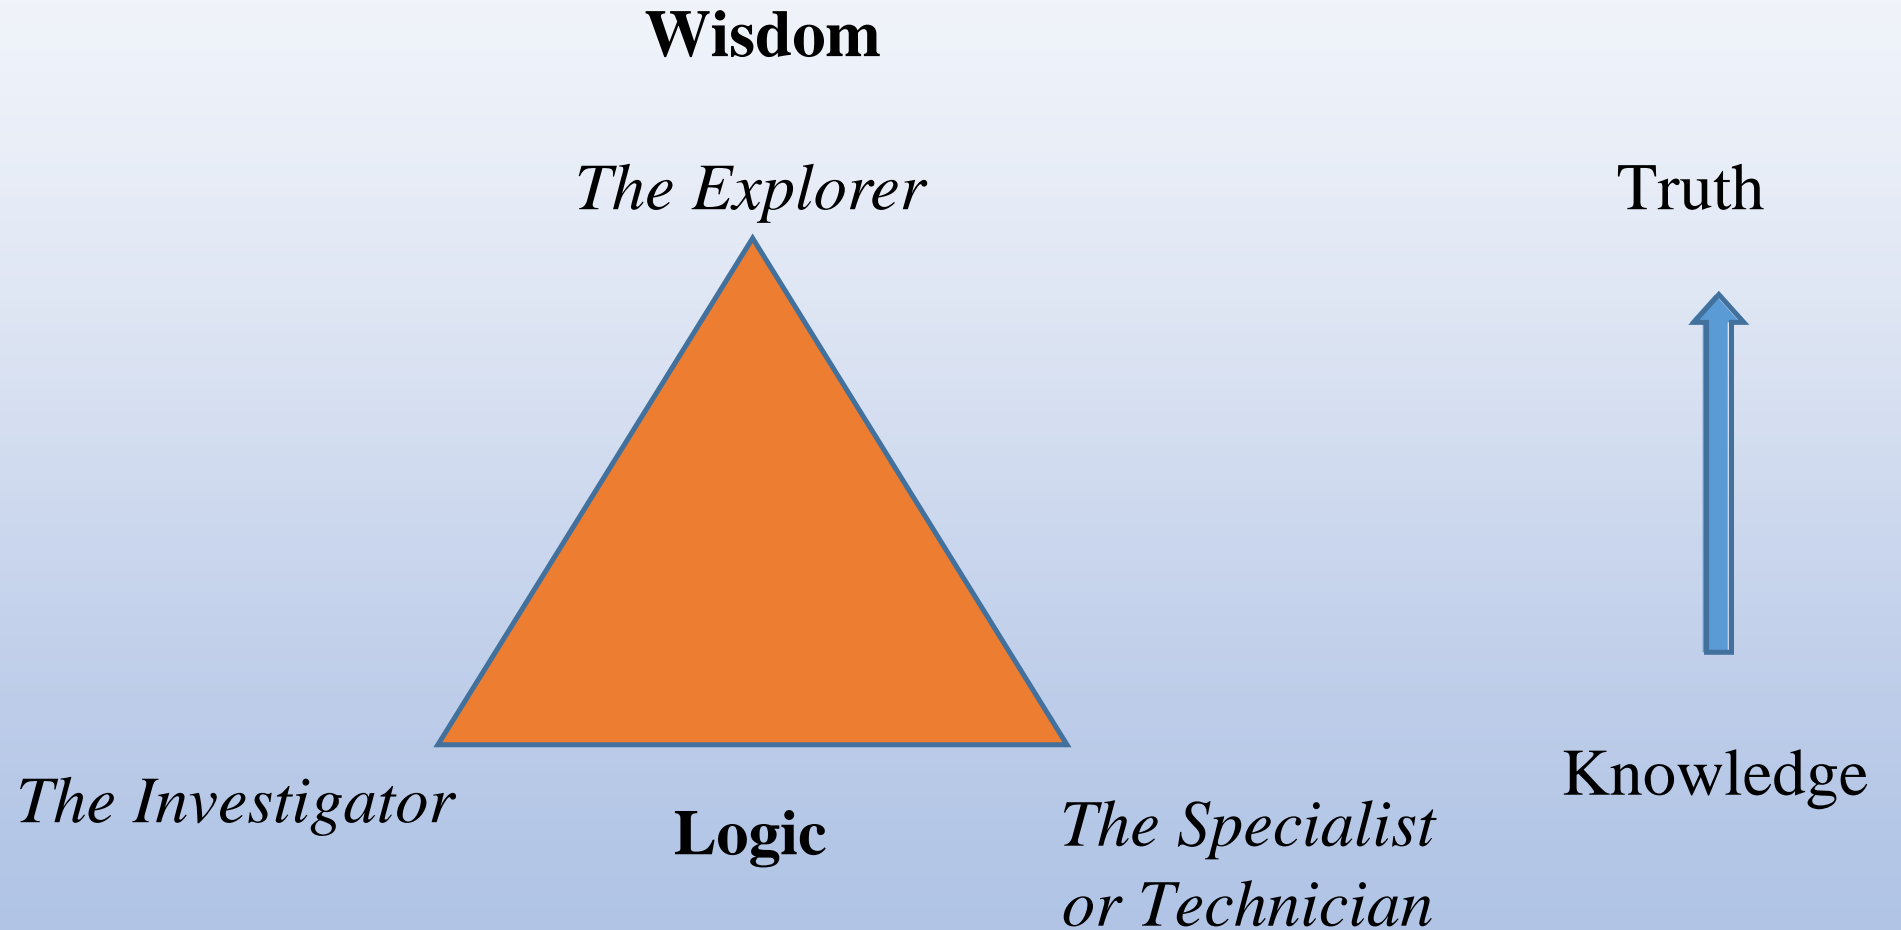 Wisdom
The Explorer
Truth
The Investigator
Logic
The Specialist
or Technician
Knowledge